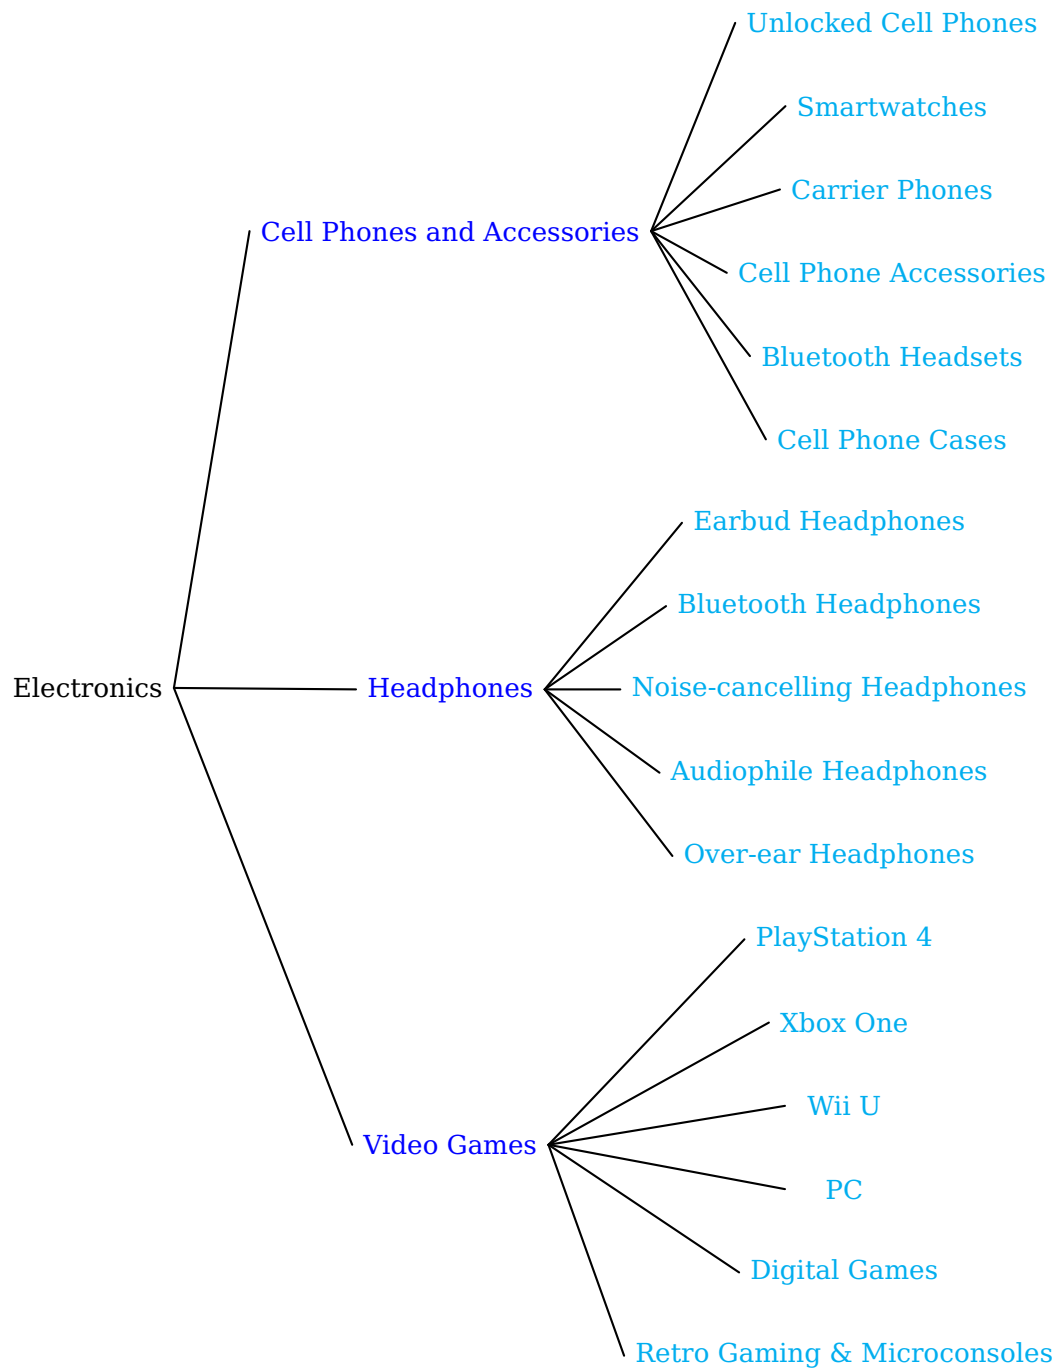 Electronics
Cell Phones and Accessories
Unlocked Cell Phones
Smartwatches
Carrier Phones
Cell Phone Accessories
Bluetooth Headsets
Cell Phone Cases
Headphones
Earbud Headphones
Bluetooth Headphones
Noise-cancelling Headphones
Audiophile Headphones
Over-ear Headphones
Video Games
PlayStation 4
Xbox One
Wii U
PC
Digital Games
Retro Gaming & Microconsoles